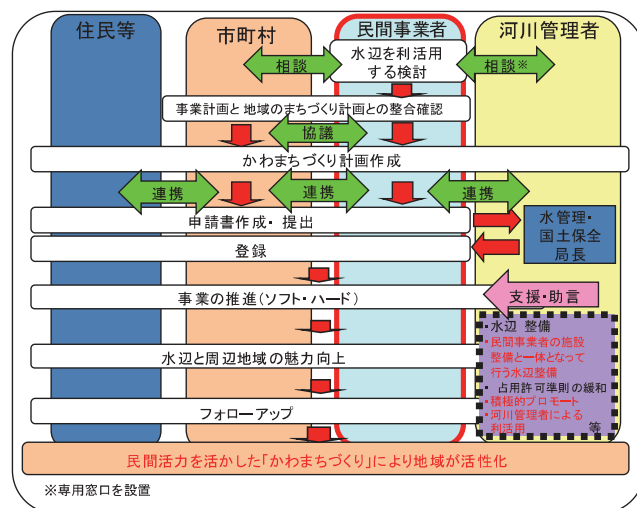 住民等
市町村
民間事業者
河川管理者
相談
水辺を利活用
する検討
相談※
事業計画と地域のまちづくり計画との整合確認
協議
かわまちづくり計画作成
連携
連携
連携
申請書作成・提出
水管理・
国土保全
局長
登録
事業の推進(ソフト・ハード)
支援・助言
・水辺 整備
・民間事業者の施設
整備と一体となって
行う水辺整備
占用許可準則の緩和
・積極的プロモート
・河川管理者による
利活用
等
水辺と周辺地域の魅力向上
フォローアップ
民間活力を活かした「かわまちづくり」により地域が活性化
※専用窓口を設置